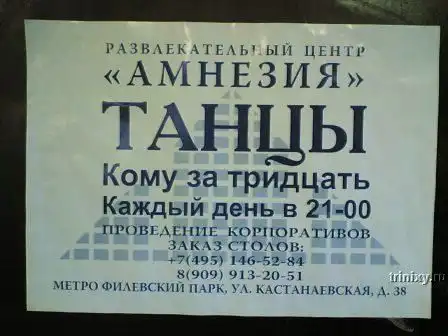 РАЗВЛЕКАТЕЛЬНЫЙ ЦЕНТР
«АМНЕЗИЯ»
ТАНЦЫ
Кому за тридцать
Каждый день в 21-00
ПРОВЕДЕНИЕ КОРПОРАТИВОВ
ЗАКАЗ СТОЛОВ:
+7(495) 146-52-84
8(909) 913-20-51
МЕТРО ФИЛЕВСКИЙ ПАРК, УЛ. КАСТАНАЕВСКАЯ, Д. 38
trinixy.ru